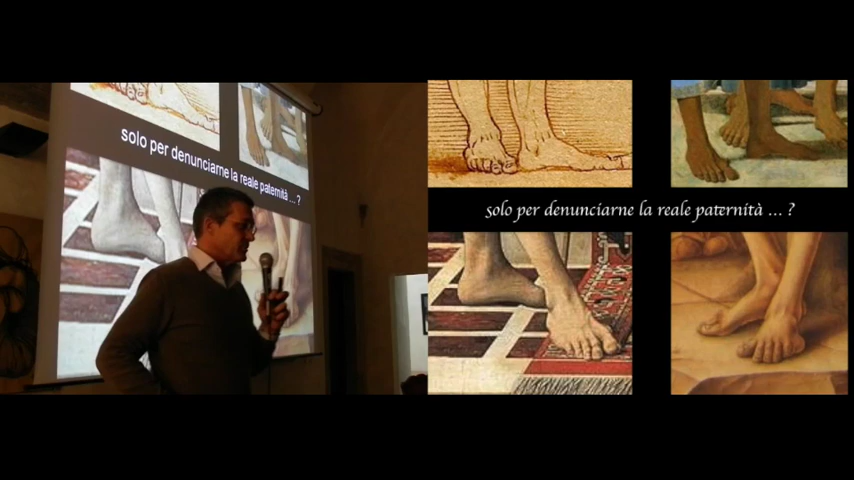 solo per denunciarne la reale paternità ... ?
solo per denunciarne la reale paternità ... ?